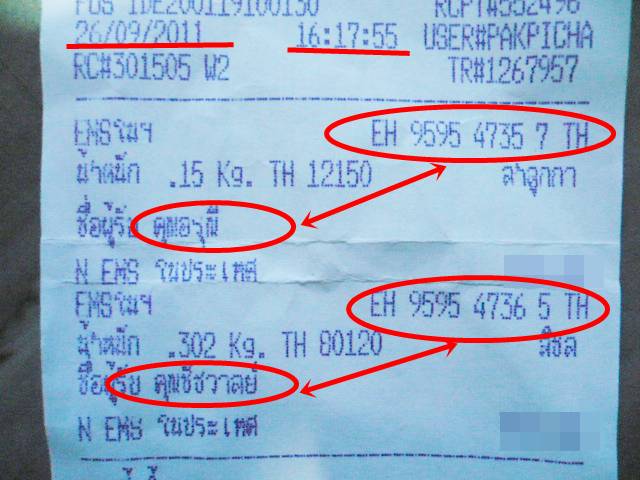 POS IDE200119100130 RCPT#552496
26/09/2011 16:17:55 USER#PAKPICHA
RC#301505 W2 TR#1267957
EMSในฯ EH 9595 4735 7 TH
น้ำหนัก .15 Kg. TH 12150 ลำลูกกา
ชื่อผู้รับ คุณอรุณี
N EMS ในประเทศ
EMSในฯ EH 9595 4736 5 TH
น้ำหนัก .302 Kg. TH 80120 สิชล
ชื่อผู้รับ คุณชัชวาลย์
N EMS ในประเทศ